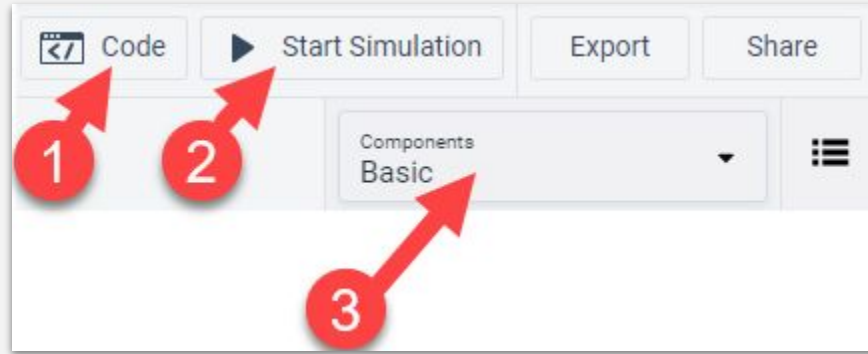 </> Code
Start Simulation
Export
Share
1
2
Components
Basic
3